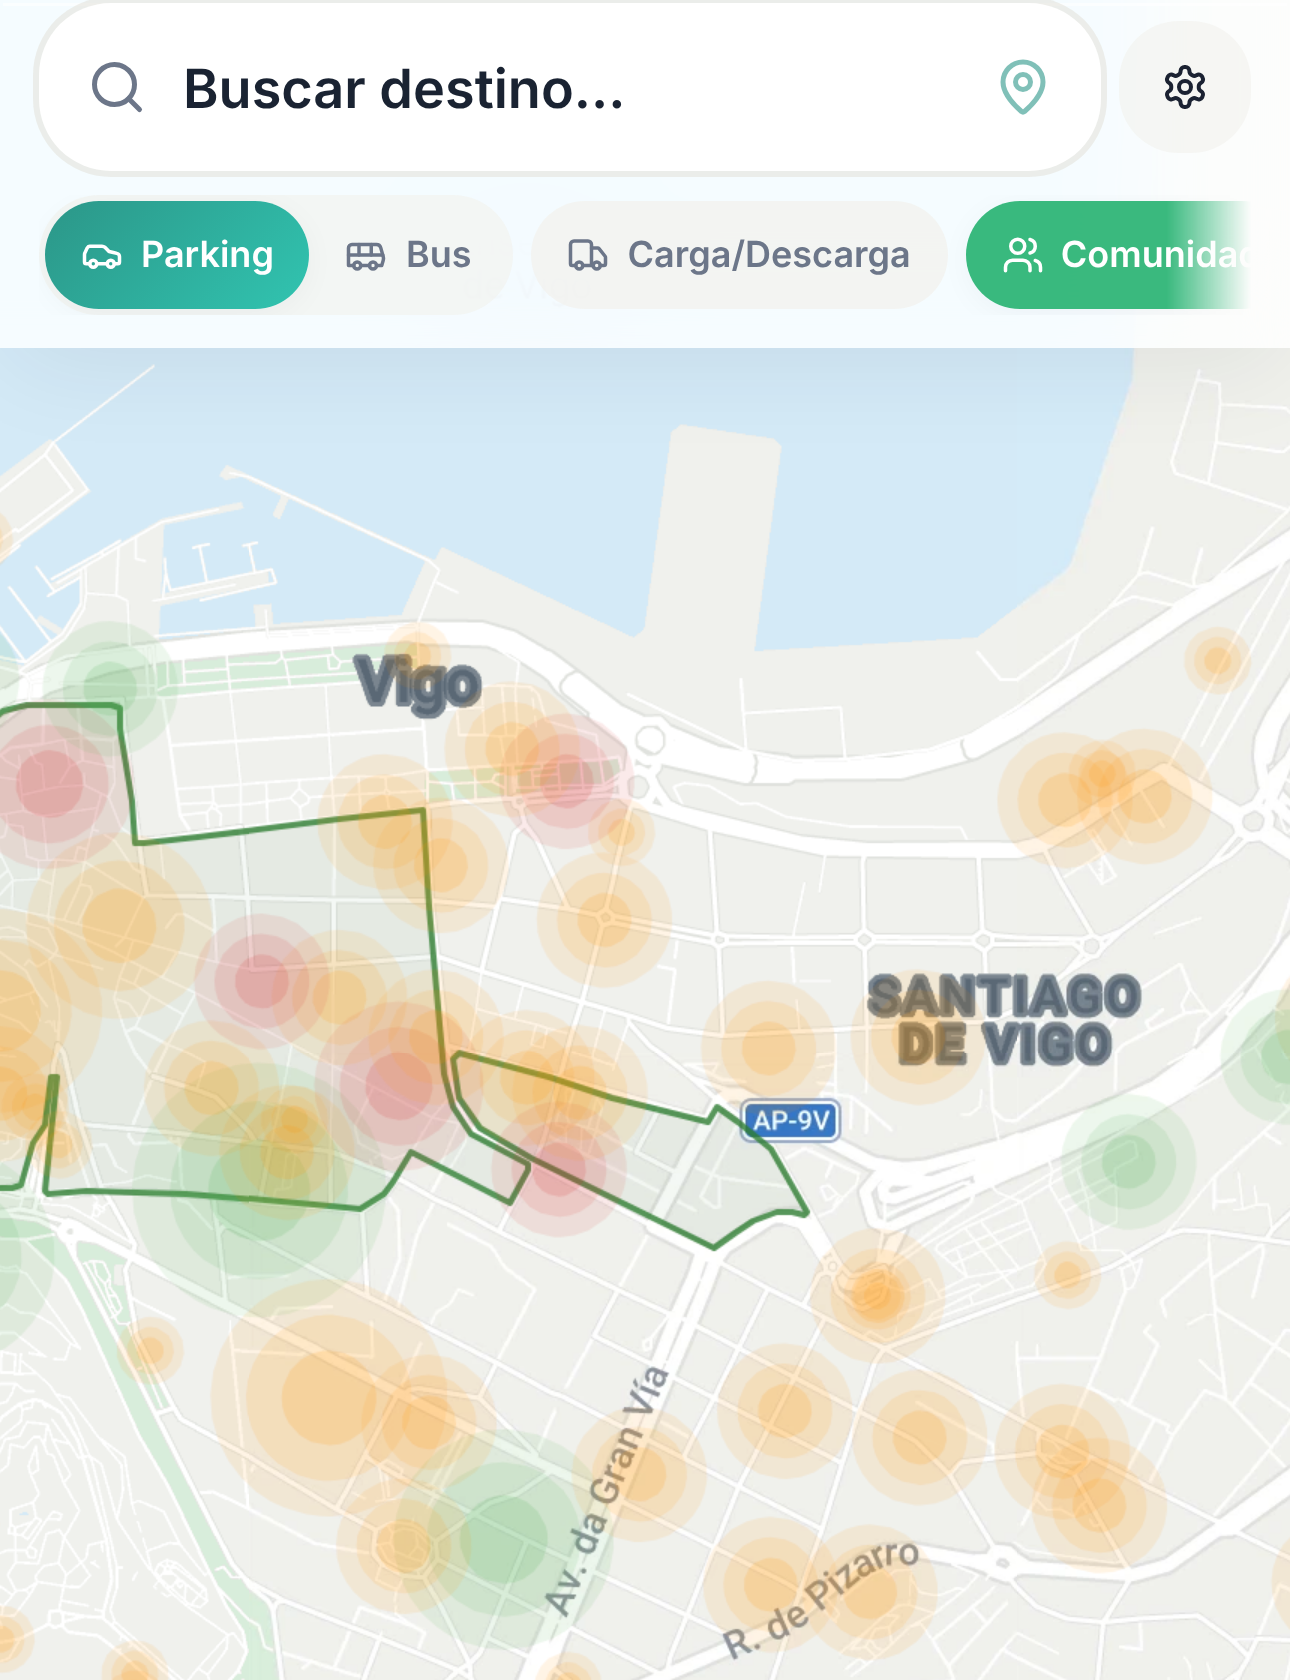 Buscar destino...
Parking
Bus
Carga/Descarga
Comunidad
Vigo
SANTIAGO
DE VIGO
AP-9V
Av. da Gran Vía
R. de Pizarro